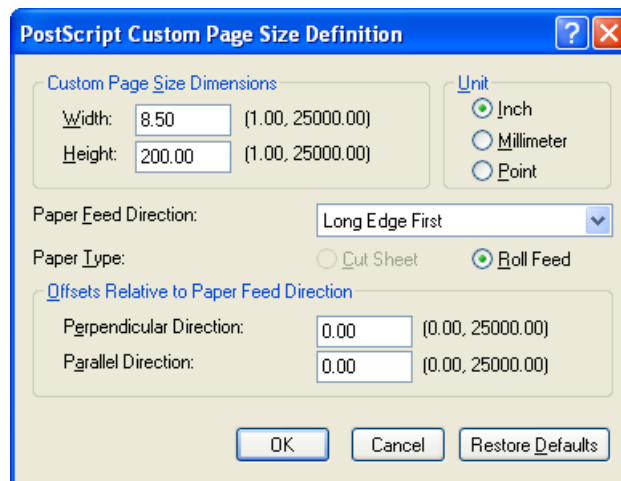 PostScript Custom Page Size Definition
Custom Page Size Dimensions
Width: 8.50 (1.00, 25000.00)
Height: 200.00 (1.00, 25000.00)
Unit
Inch
Millimeter
Point
Paper Feed Direction: Long Edge First
Paper Type: Cut Sheet Roll Feed
Offsets Relative to Paper Feed Direction
Perpendicular Direction: 0.00 (0.00, 25000.00)
Parallel Direction: 0.00 (0.00, 25000.00)
OK Cancel Restore Defaults